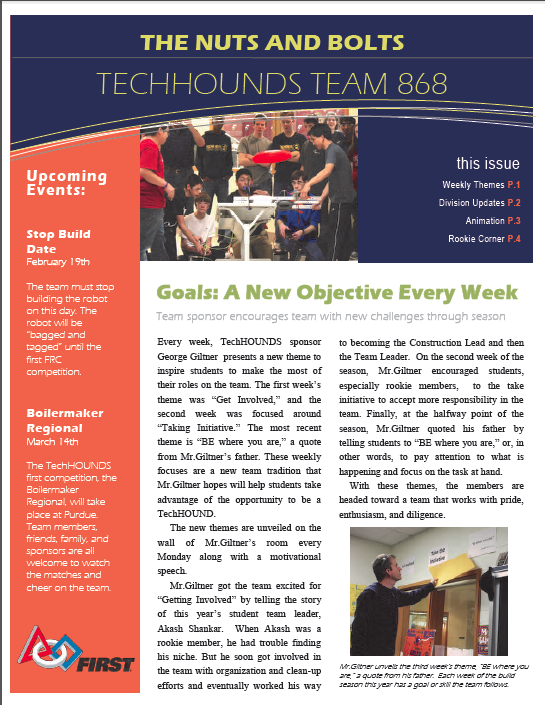 THE NUTS AND BOLTS
TECHHOUNDS TEAM 868
this issue
Weekly Themes P.1
Division Updates P.2
Animation P.3
Rookie Corner P.4
Upcoming
Events:
Stop Build
Date
February 19th
The team must stop
building the robot
on this day. The
robot will be
"bagged and
tagged" until the
first FRC
competition.
Boilermaker
Regional
March 14th
The TechHOUNDS
first competition, the
Boilermaker
Regional, will take
place at Purdue.
Team members,
friends, family, and
sponsors are all
welcome to watch
the matches and
cheer on the team.
FIRST
Goals: A New Objective Every Week
Team sponsor encourages team with new challenges through season
Every week, TechHOUNDS sponsor
George Giltner presents a new theme to
inspire students to make the most of
their roles on the team. The first week's
theme was "Get Involved," and the
second week was focused around
"Taking Initiative." The most recent
theme is "BE where you are," a quote
from Mr.Giltner's father. These weekly
focuses are a new team tradition that
Mr.Giltner hopes will help students take
advantage of the opportunity to be a
TechHOUND.
The new themes are unveiled on the
wall of Mr.Giltner's room every
Monday along with a motivational
speech.
Mr.Giltner got the team excited for
"Getting Involved" by telling the story
of this year's student team leader,
Akash Shankar. When Akash was a
rookie member, he had trouble finding
his niche. But he soon got involved in
the team with organization and clean-up
efforts and eventually worked his way
to becoming the Construction Lead and then
the Team Leader. On the second week of the
season, Mr.Giltner encouraged students,
especially rookie members, to the take
initiative to accept more responsibility in the
team. Finally, at the halfway point of the
season, Mr.Giltner quoted his father by
telling students to "BE where you are," or, in
other words, to pay attention to what is
happening and focus on the task at hand.
With these themes, the members are
headed toward a team that works with pride,
enthusiasm, and diligence.
Take the
Initiative
Mr.Giltner unveils the third week's theme, "BE where you
are," a quote from his father. Each week of the build
season this year has a goal or skill the team follows.